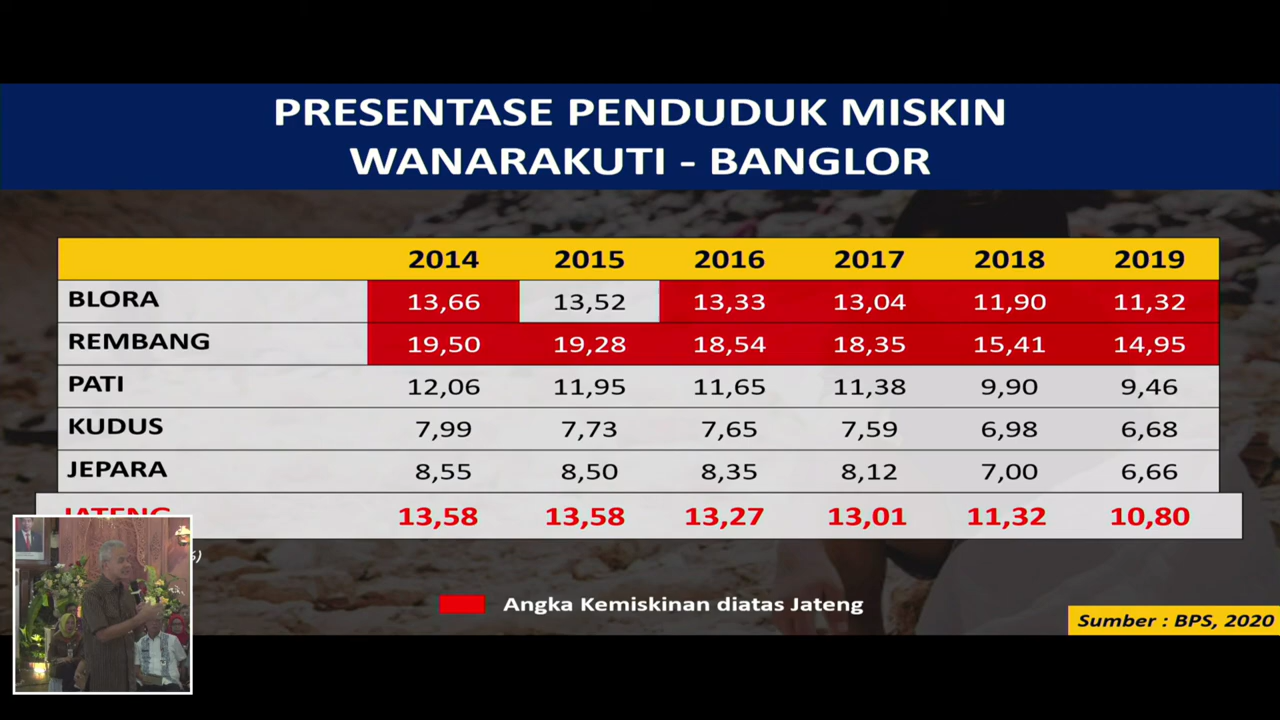 PRESENTASE PENDUDUK MISKIN
WANARAKUTI - BANGLOR
2014 2015 2016 2017 2018 2019
BLORA 13,66 13,52 13,33 13,04 11,90 11,32
REMBANG 19,50 19,28 18,54 18,35 15,41 14,95
PATI 12,06 11,95 11,65 11,38 9,90 9,46
KUDUS 7,99 7,73 7,65 7,59 6,98 6,68
JEPARA 8,55 8,50 8,35 8,12 7,00 6,66
JATENG 13,58 13,58 13,27 13,01 11,32 10,80
Angka Kemiskinan diatas Jateng
Sumber : BPS, 2020